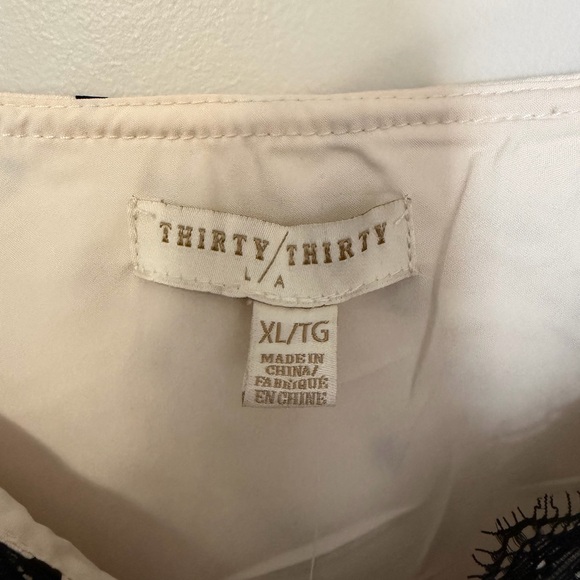 THIRTY/THIRTY
L/A
XL/TG
MADE IN
CHINA/
FABRIQUÉ
EN CHINE